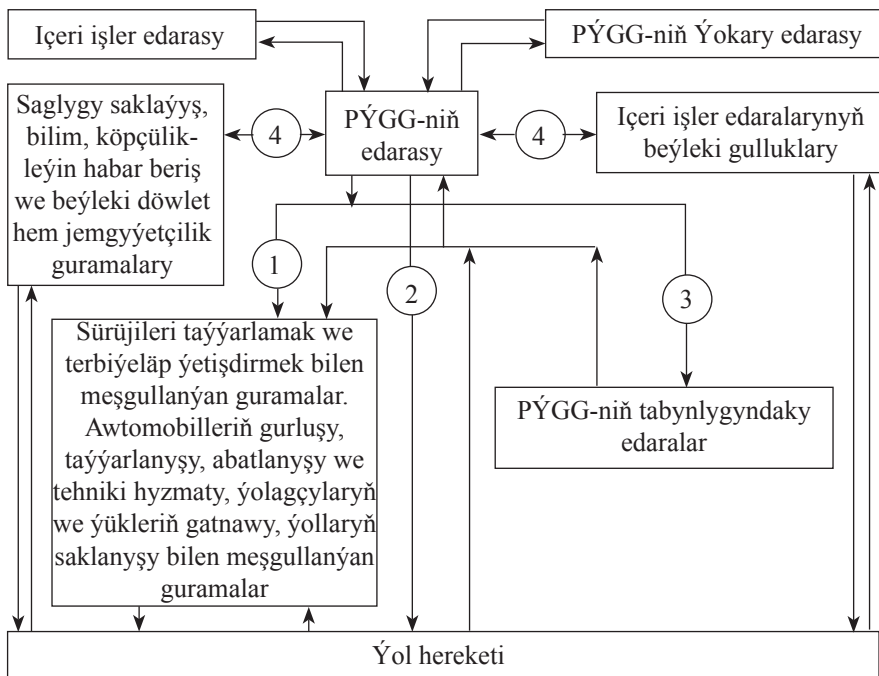 Içeri işler edarasy
PÝGG-niň Ýokary edarasy
Saglygy saklaýyş,
bilim, köpçülik-
leýin habar beriş
we beýleki döwlet
hem jemgyýetçilik
guramalary
4
PÝGG-niň
edarasy
4
Içeri işler edaralarynyň
beýleki gulluklary
1
2
3
Sürüjileri taýýarlamak we
terbiýeläp ýetişdirmek bilen
meşgullanýan guramalar.
Awtomobilleriň gurluşy,
taýýarlanyşy, abatlanyşy we
tehniki hyzmaty, ýolagçylaryň
we ýükleriň gatnawy, ýollaryň
saklanyşy bilen meşgullanýan
guramalar
PÝGG-niň tabynlygyndaky
edaralar
Ýol hereketi